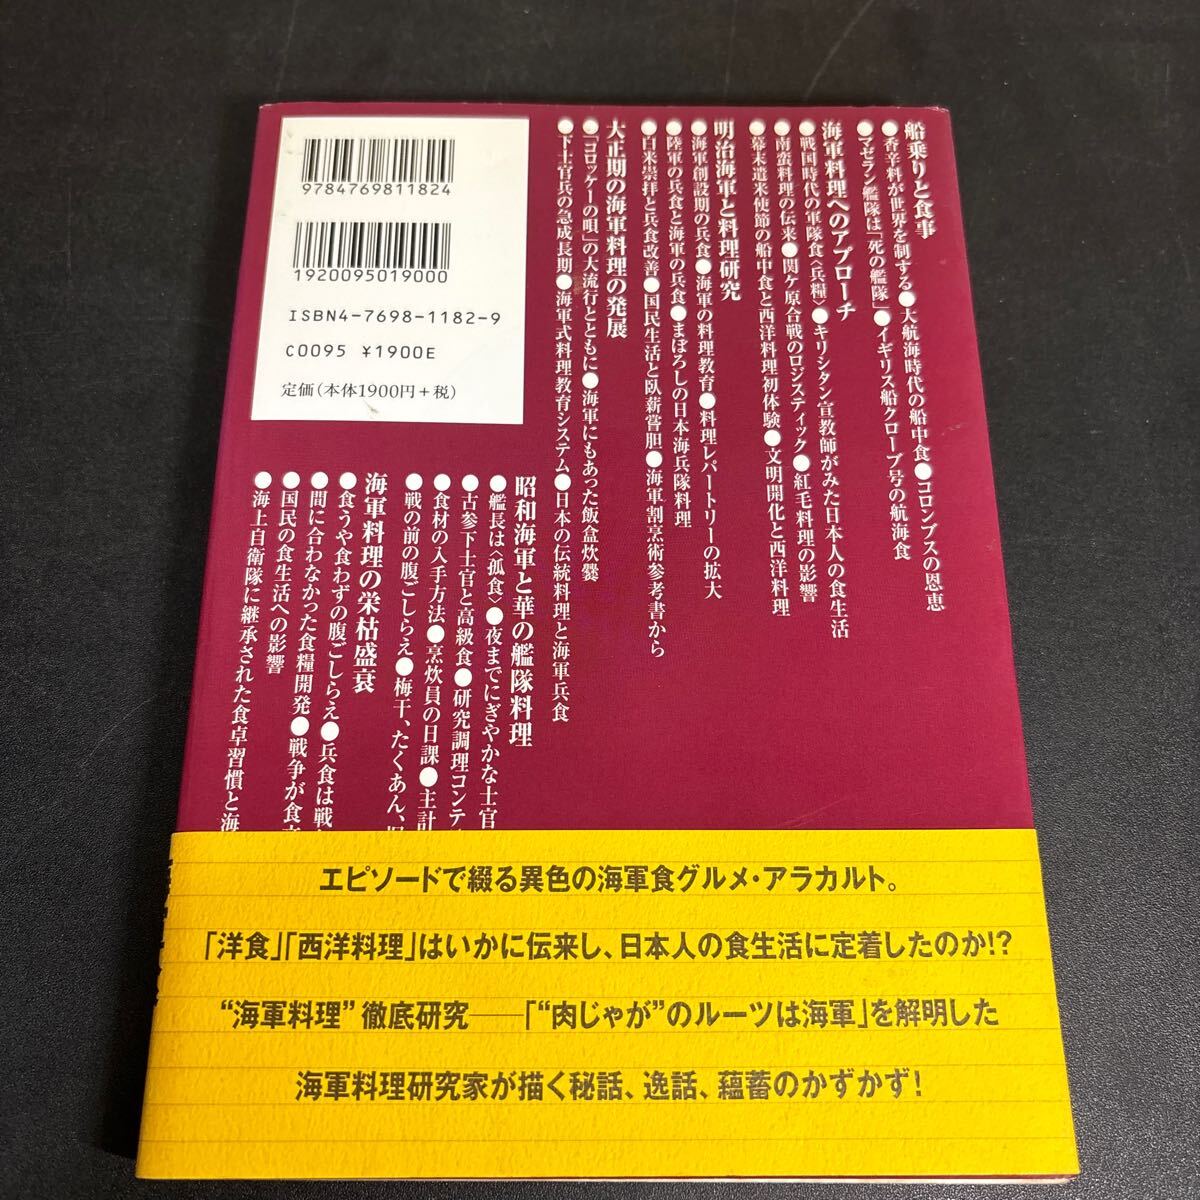 船乗りと食事
●香辛料が世界を制する●大航海時代の船中食●コロンブスの恩恵
●マゼラン艦隊は「死の艦隊」●イギリス船クローブ号の航海食
海軍料理へのアプローチ
●戦国時代の軍隊食〈兵糧〉●キリシタン宣教師がみた日本人の食生活
●南蛮料理の伝来●関ケ原合戦のロジスティック●紅毛料理の影響
●幕末遣米使節の船中食と西洋料理初体験●文明開化と西洋料理
明治海軍と料理研究
●海軍創設期の兵食●海軍の料理教育●料理レパートリーの拡大
●陸軍の兵食と海軍の兵食●まぼろしの日本海兵隊料理
●白米崇拝と兵食改善●国民生活と臥薪嘗胆●海軍割烹術参考書から
大正期の海軍料理の発展
●「コロッケーの唄」の大流行とともに●海軍にもあった飯盒炊爨
●下士官兵の急成長期●海軍式料理教育システム●日本の伝統料理と海軍兵食
昭和海軍と華の艦隊料理
●艦長は〈孤食〉●夜までにぎやかな士官
●古参下士官と高級食●研究調理コンテ
●食材の入手方法●烹炊員の日課●主計
●戦の前の腹ごしらえ●梅干、たくあん、
海軍料理の栄枯盛衰
●食うや食わずの腹ごしらえ●兵食は戦
●間に合わなかった食糧開発●戦争が食
●国民の食生活への影響
●海上自衛隊に継承された食卓習慣と海
9784769811824
1920095019000
ISBN4-7698-1182-9
C0095 ¥1900E
定価(本体1900円+税)
エピソードで綴る異色の海軍食グルメ・アラカルト。
「洋食」「西洋料理」はいかに伝来し、日本人の食生活に定着したのか!?
“海軍料理”徹底研究――「“肉じゃが”のルーツは海軍」を解明した
海軍料理研究家が描く秘話、逸話、蘊蓄のかずかず!